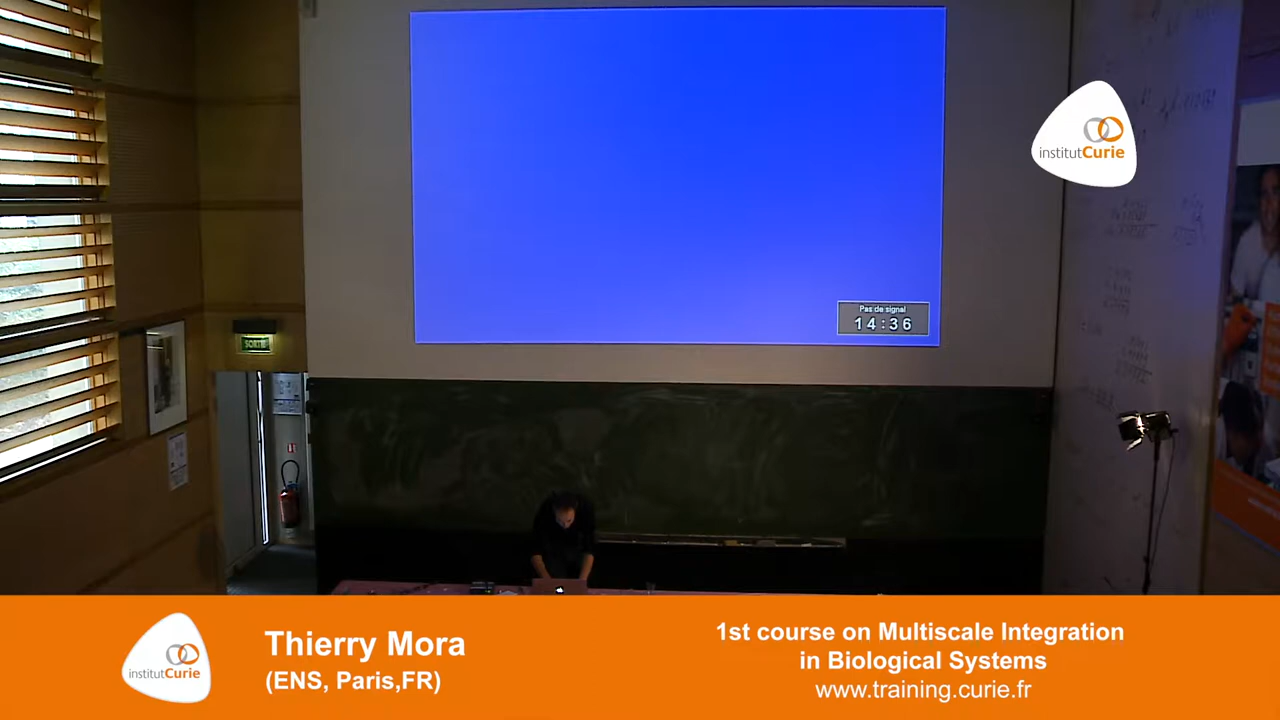 institutCurie
Pas de signal
14:36
SORTIE
institutCurie
Thierry Mora
(ENS, Paris,FR)
1st course on Multiscale Integration
in Biological Systems
www.training.curie.fr